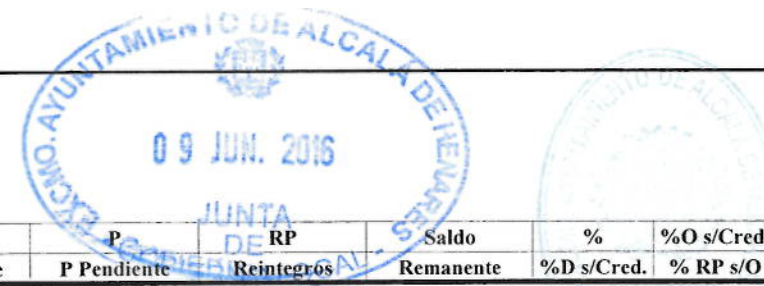 EXCMO. AYUNTAMIENTO DE ALCALÁ DE HENARES
09 JUN. 2016
JUNTA
DE
GOBIERNO LOCAL
P RP Saldo % %O s/Cred
P Pendiente Reintegros Remanente %D s/Cred. % RP s/O